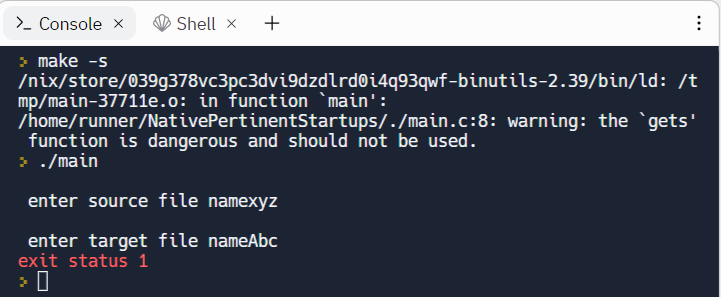 >_ Console × Shell × +
> make -s
/nix/store/039g378vc3pc3dvi9dzdlrd0i4q93qwf-binutils-2.39/bin/ld: /t
mp/main-37711e.o: in function `main':
/home/runner/NativePertinentStartups/./main.c:8: warning: the `gets'
 function is dangerous and should not be used.
> ./main
 enter source file namexyz
 enter target file nameAbc
exit status 1
>